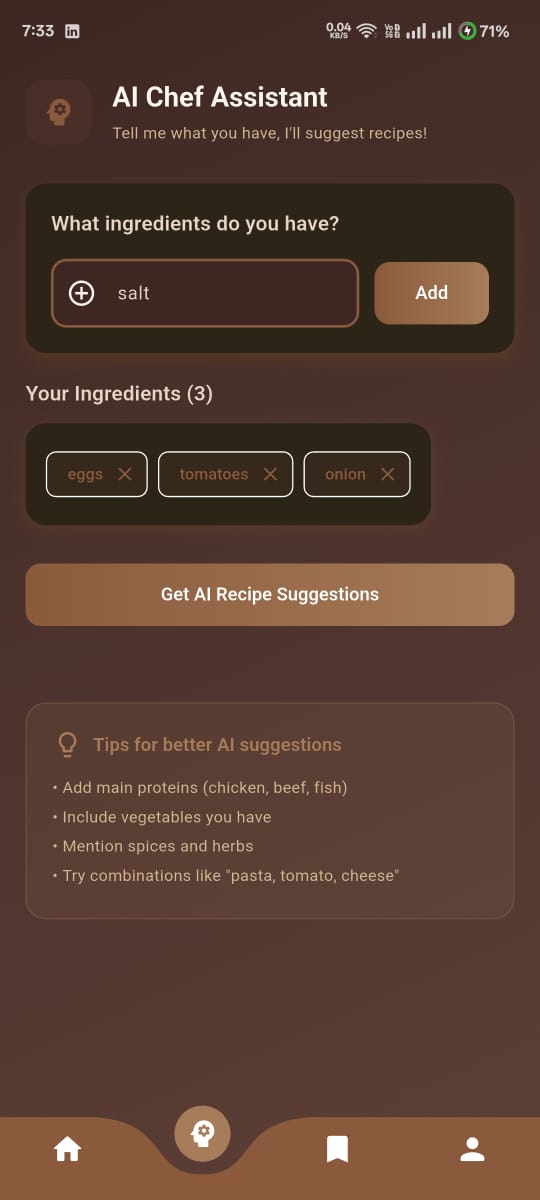 7:33
0.04
KB/S
71%
AI Chef Assistant
Tell me what you have, I'll suggest recipes!
What ingredients do you have?
salt
Add
Your Ingredients (3)
eggs
tomatoes
onion
Get AI Recipe Suggestions
Tips for better AI suggestions
• Add main proteins (chicken, beef, fish)
• Include vegetables you have
• Mention spices and herbs
• Try combinations like "pasta, tomato, cheese"